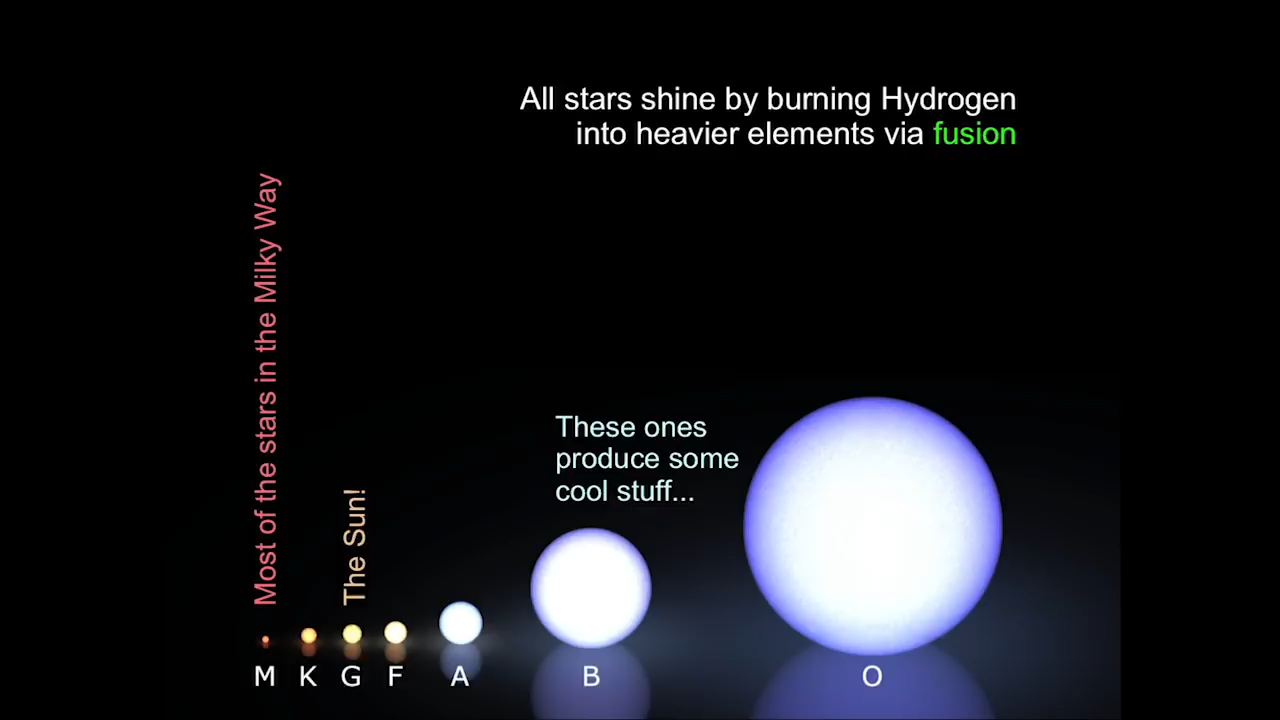 All stars shine by burning Hydrogen
into heavier elements via fusion
Most of the stars in the Milky Way
The Sun!
These ones
produce some
cool stuff...
M K G F A B O